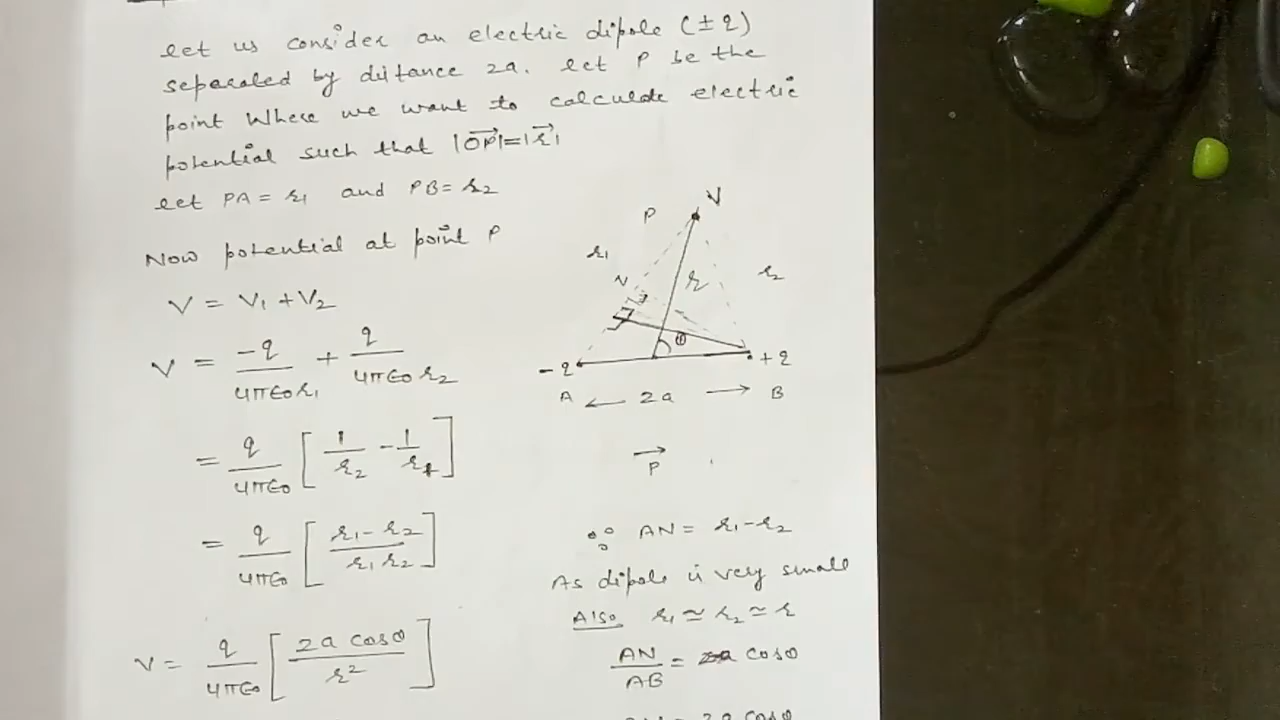 let us consider an electric dipole (± q)
seperated by distance 2a. let P be the
point Where we want to calculate electric
potential such that |OP⃗|=|r⃗|
let PA = r₁ and PB = r₂
Now potential at point P
V = V₁ + V₂
V = -q/4πε₀r₁ + q/4πε₀r₂
= q/4πε₀ [1/r₂ - 1/r₁]
= q/4πε₀ [r₁ - r₂/r₁r₂]
V = q/4πε₀ [2a cosθ/r²]
V
P
r₁
N
r
r₂
θ
-q
+q
A ← 2a → B
P⃗
∵ AN = r₁-r₂
As dipole is very small
Also r₁ ≃ r₂ ≃ r
AN/AB = cosθ
= 2a cosθ